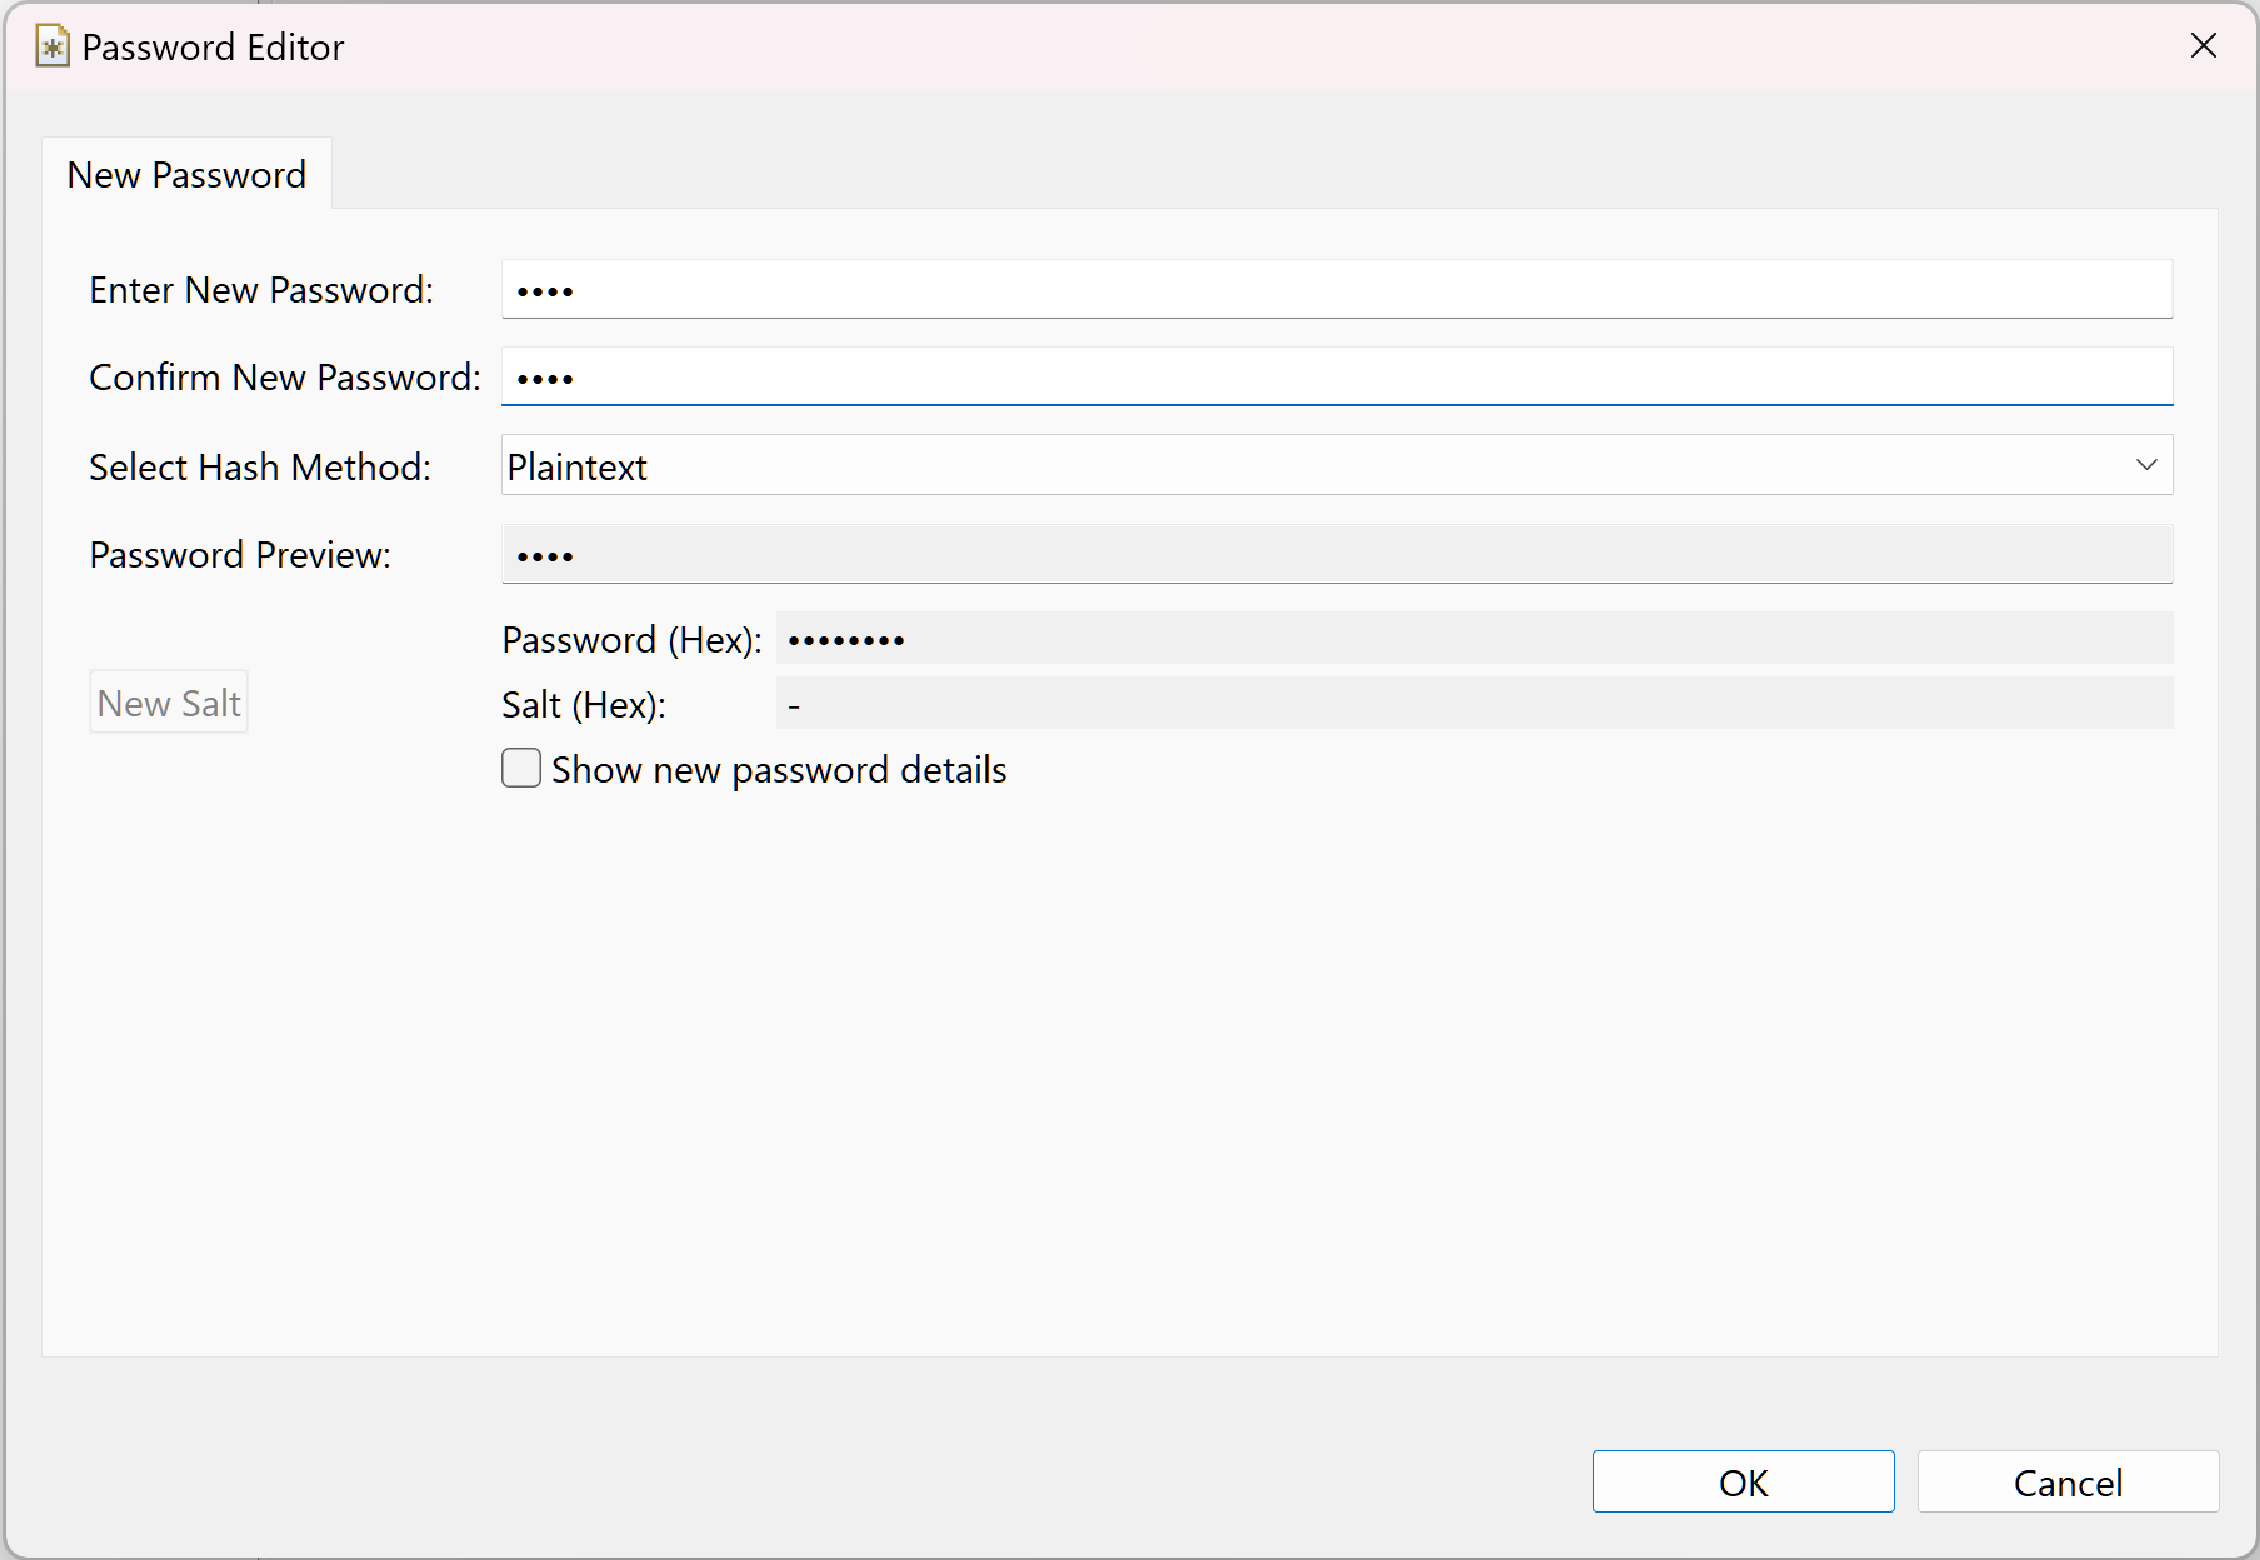 Password Editor
New Password
Enter New Password: ••••
Confirm New Password: ••••
Select Hash Method: Plaintext
Password Preview: ••••
Password (Hex): ••••••••
New Salt
Salt (Hex): -
Show new password details
OK
Cancel